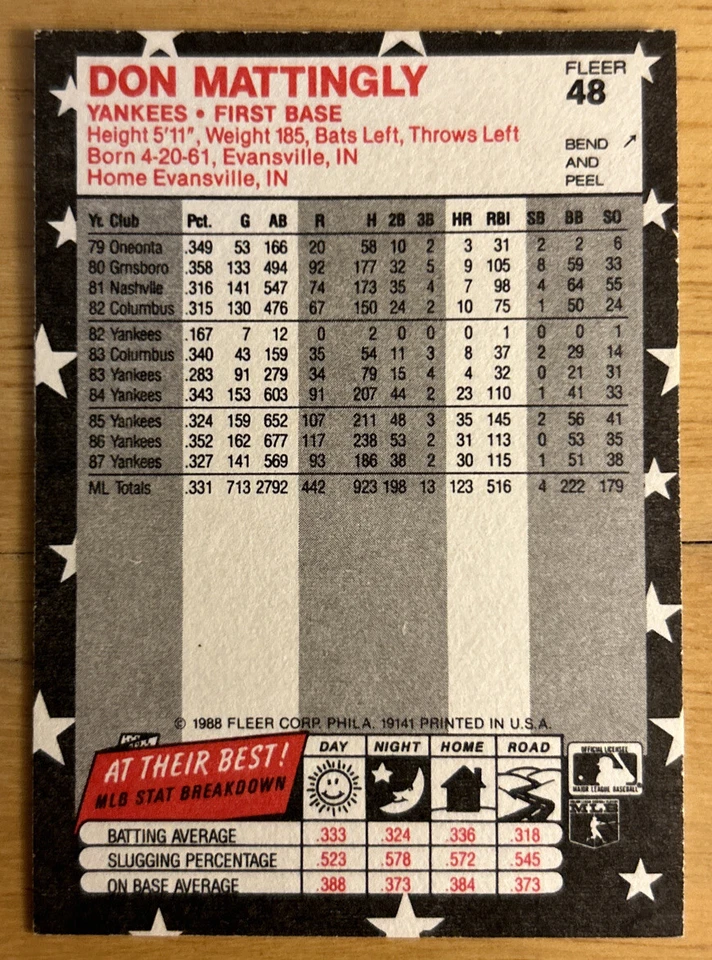 DON MATTINGLY
FLEER
48
YANKEES • FIRST BASE
Height 5'11", Weight 185, Bats Left, Throws Left
Born 4-20-61, Evansville, IN
Home Evansville, IN
BEND
AND
PEEL
Yr. Club Pct. G AB R H 2B 3B HR RBI SB BB SO
79 Oneonta .349 53 166 20 58 10 2 3 31 2 2 6
80 Grnsboro .358 133 494 92 177 32 5 9 105 8 59 33
81 Nashvlle .316 141 547 74 173 35 4 7 98 4 64 55
82 Columbus .315 130 476 67 150 24 2 10 75 1 50 24
82 Yankees .167 7 12 0 2 0 0 0 1 0 0 1
83 Columbus .340 43 159 35 54 11 3 8 37 2 29 14
83 Yankees .283 91 279 34 79 15 4 4 32 0 21 31
84 Yankees .343 153 603 91 207 44 2 23 110 1 41 33
85 Yankees .324 159 652 107 211 48 3 35 145 2 56 41
86 Yankees .352 162 677 117 238 53 2 31 113 0 53 35
87 Yankees .327 141 569 93 186 38 2 30 115 1 51 38
ML Totals .331 713 2792 442 923 198 13 123 516 4 222 179
© 1988 FLEER CORP. PHILA. 19141 PRINTED IN U.S.A.
AT THEIR BEST!
MLB STAT BREAKDOWN
DAY NIGHT HOME ROAD
OFFICIAL LICENSEE
MAJOR LEAGUE BASEBALL
BATTING AVERAGE .333 .324 .336 .318
SLUGGING PERCENTAGE .523 .578 .572 .545
ON BASE AVERAGE .388 .373 .384 .373